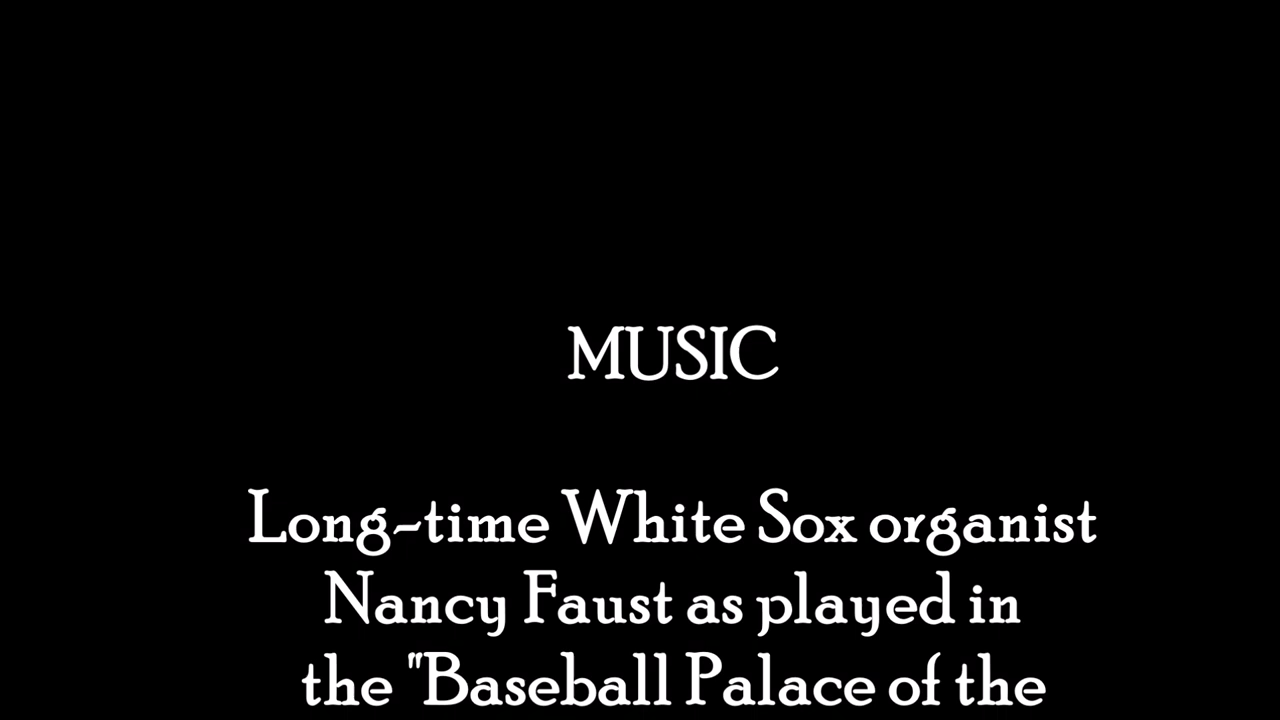 MUSIC
Long-time White Sox organist
Nancy Faust as played in
the "Baseball Palace of the